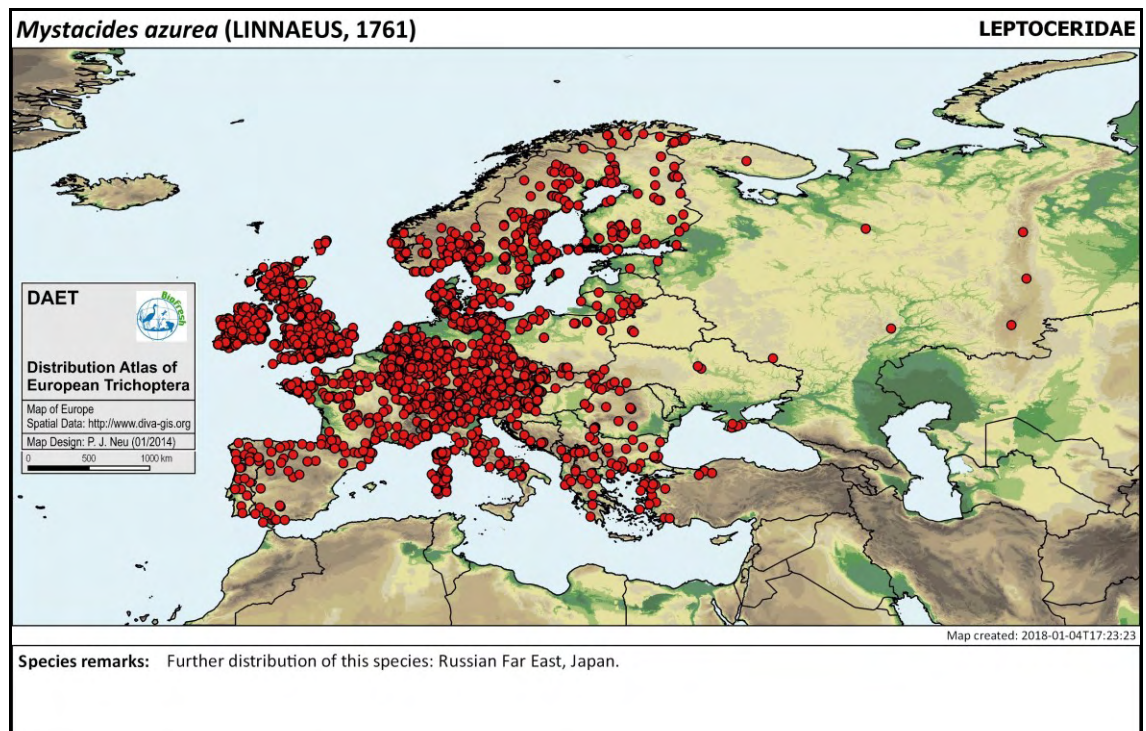 Mystacides azurea (LINNAEUS, 1761) LEPTOCERIDAE
DAET
BioFresh
Distribution Atlas of
European Trichoptera
Map of Europe
Spatial Data: http://www.diva-gis.org
Map Design: P. J. Neu (01/2014)
0 500 1000 km
Map created: 2018-01-04T17:23:23
Species remarks: Further distribution of this species: Russian Far East, Japan.